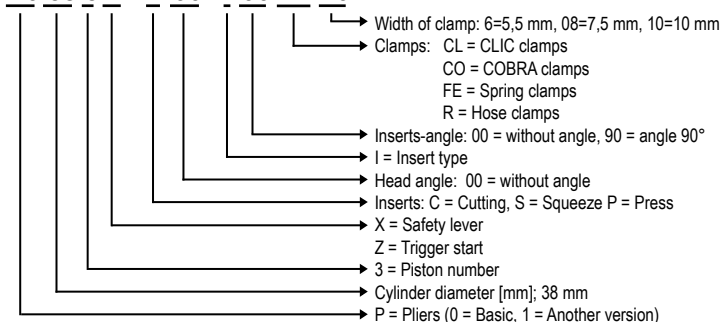 Width of clamp: 6=5,5 mm, 08=7,5 mm, 10=10 mm
Clamps: CL = CLIC clamps
CO = COBRA clamps
FE = Spring clamps
R = Hose clamps
Inserts-angle: 00 = without angle, 90 = angle 90°
I = Insert type
Head angle: 00 = without angle
Inserts: C = Cutting, S = Squeeze P = Press
X = Safety lever
Z = Trigger start
3 = Piston number
Cylinder diameter [mm]; 38 mm
P = Pliers (0 = Basic, 1 = Another version)